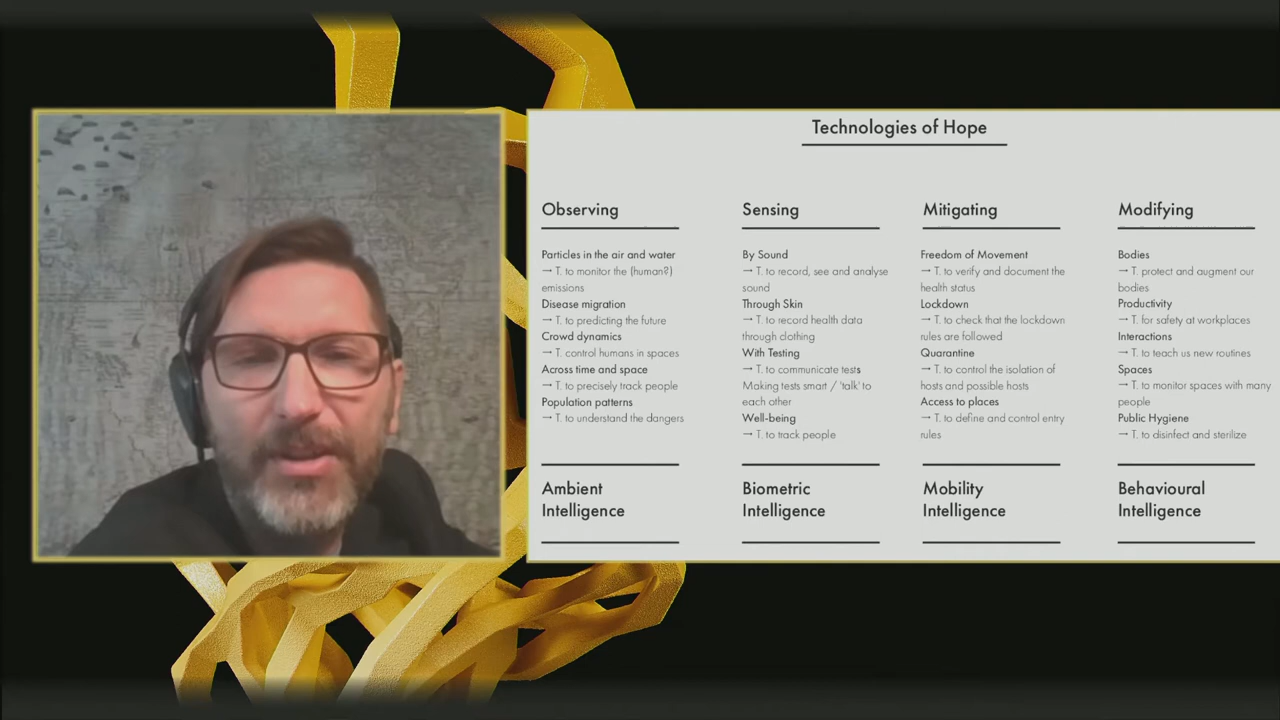 Technologies of Hope
Observing
Particles in the air and water
→ T. to monitor the (human?)
emissions
Disease migration
→ T. to predicting the future
Crowd dynamics
→ T. control humans in spaces
Across time and space
→ T. to precisely track people
Population patterns
→ T. to understand the dangers
Ambient
Intelligence
Sensing
By Sound
→ T. to record, see and analyse
sound
Through Skin
→ T. to record health data
through clothing
With Testing
→ T. to communicate tests
Making tests smart / 'talk' to
each other
Well-being
→ T. to track people
Biometric
Intelligence
Mitigating
Freedom of Movement
→ T. to verify and document the
health status
Lockdown
→ T. to check that the lockdown
rules are followed
Quarantine
→ T. to control the isolation of
hosts and possible hosts
Access to places
→ T. to define and control entry
rules
Mobility
Intelligence
Modifying
Bodies
→ T. protect and augment our
bodies
Productivity
→ T. for safety at workplaces
Interactions
→ T. to teach us new routines
Spaces
→ T. to monitor spaces with many
people
Public Hygiene
→ T. to disinfect and sterilize
Behavioural
Intelligence